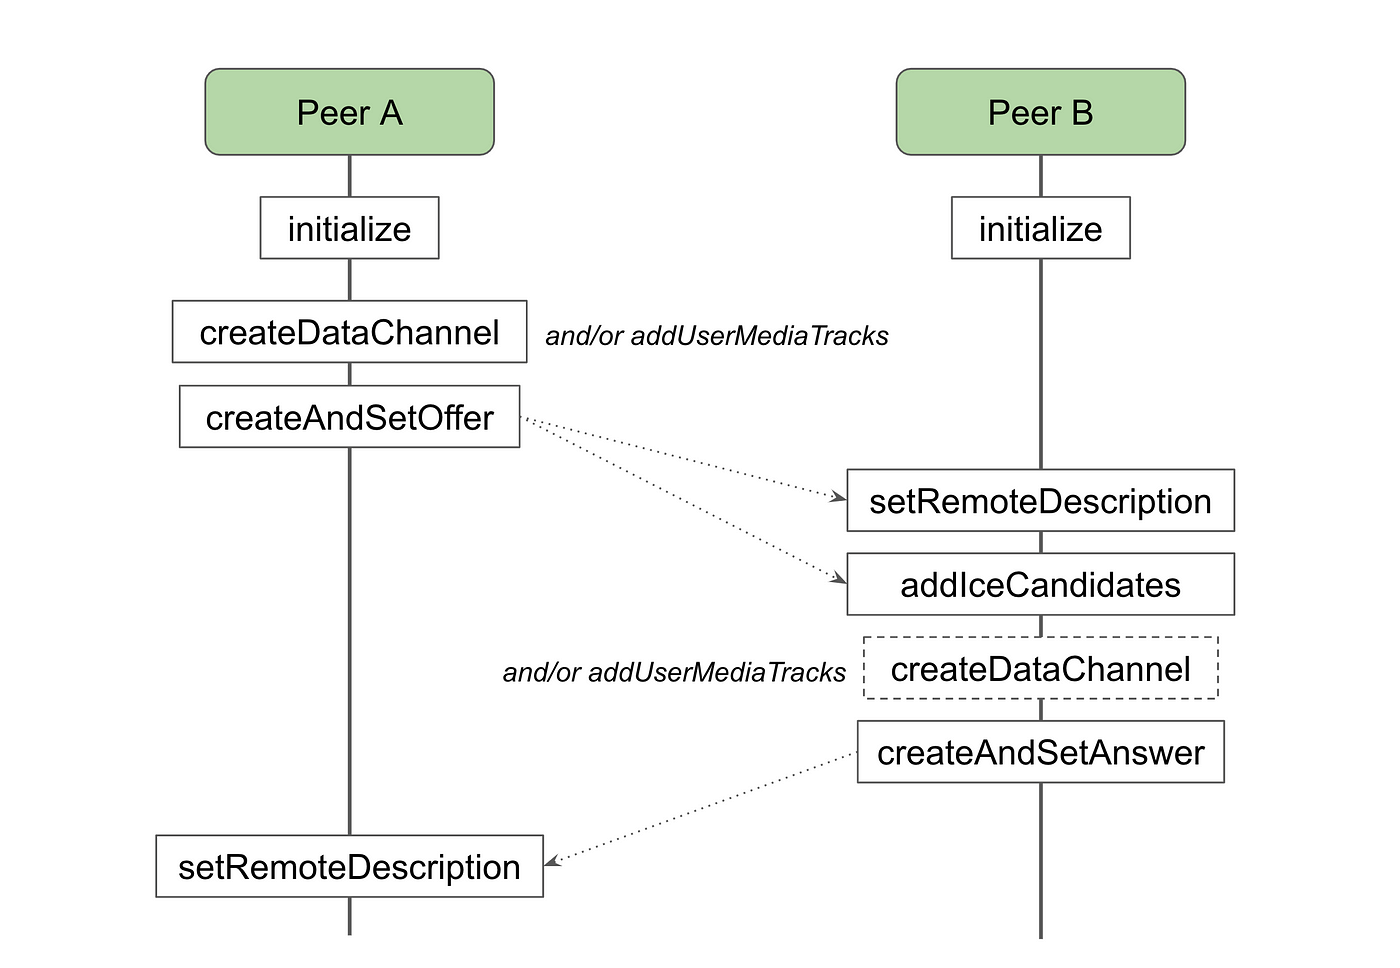 Peer A
Peer B
initialize
initialize
createDataChannel
and/or addUserMediaTracks
createAndSetOffer
setRemoteDescription
addIceCandidates
and/or addUserMediaTracks
createDataChannel
createAndSetAnswer
setRemoteDescription